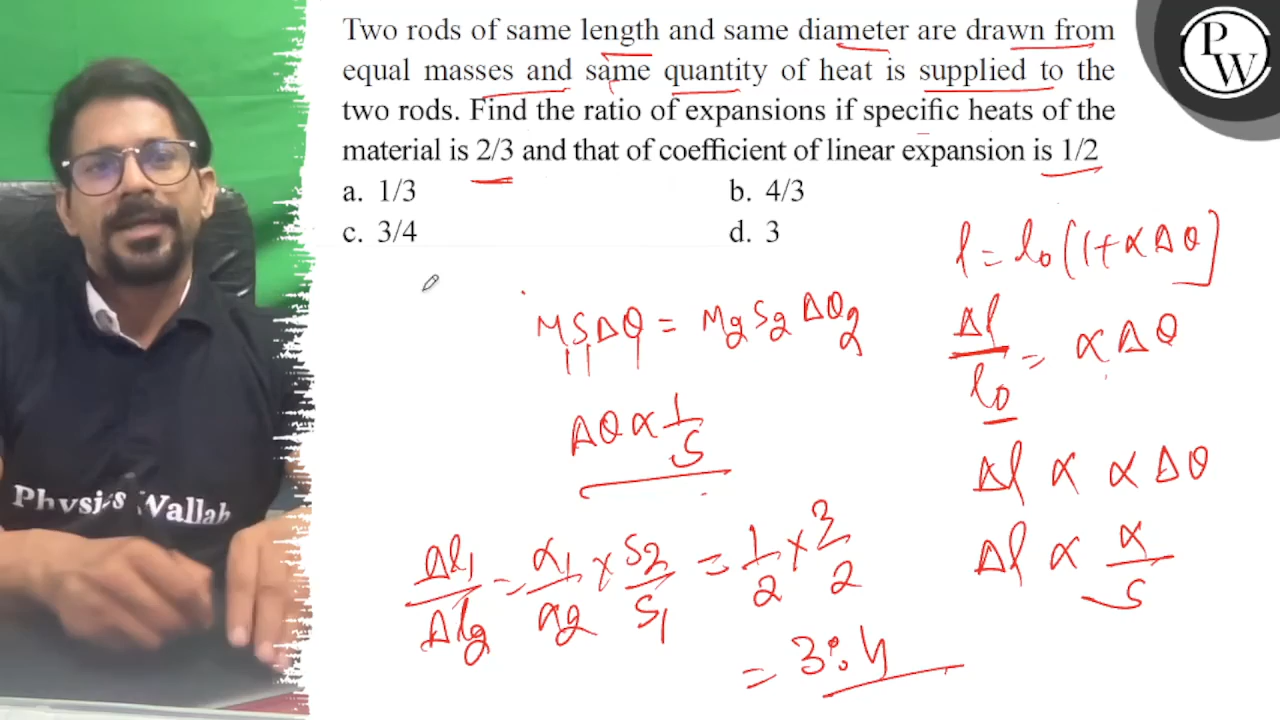 Two rods of same length and same diameter are drawn from
equal masses and same quantity of heat is supplied to the
two rods. Find the ratio of expansions if specific heats of the
material is 2/3 and that of coefficient of linear expansion is 1/2
a. 1/3
b. 4/3
c. 3/4
d. 3
l = l₀(1+αΔθ)
M₁S₁Δθ₁ = M₂S₂Δθ₂
Δl/l₀ = αΔθ
Δθ ∝ 1/S
Δl ∝ αΔθ
Δl ∝ α/S
Δl₁/Δl₂ = α₁/α₂ × S₂/S₁ = 1/2 × 3/2
= 3:4
Physics Wallah
P
W